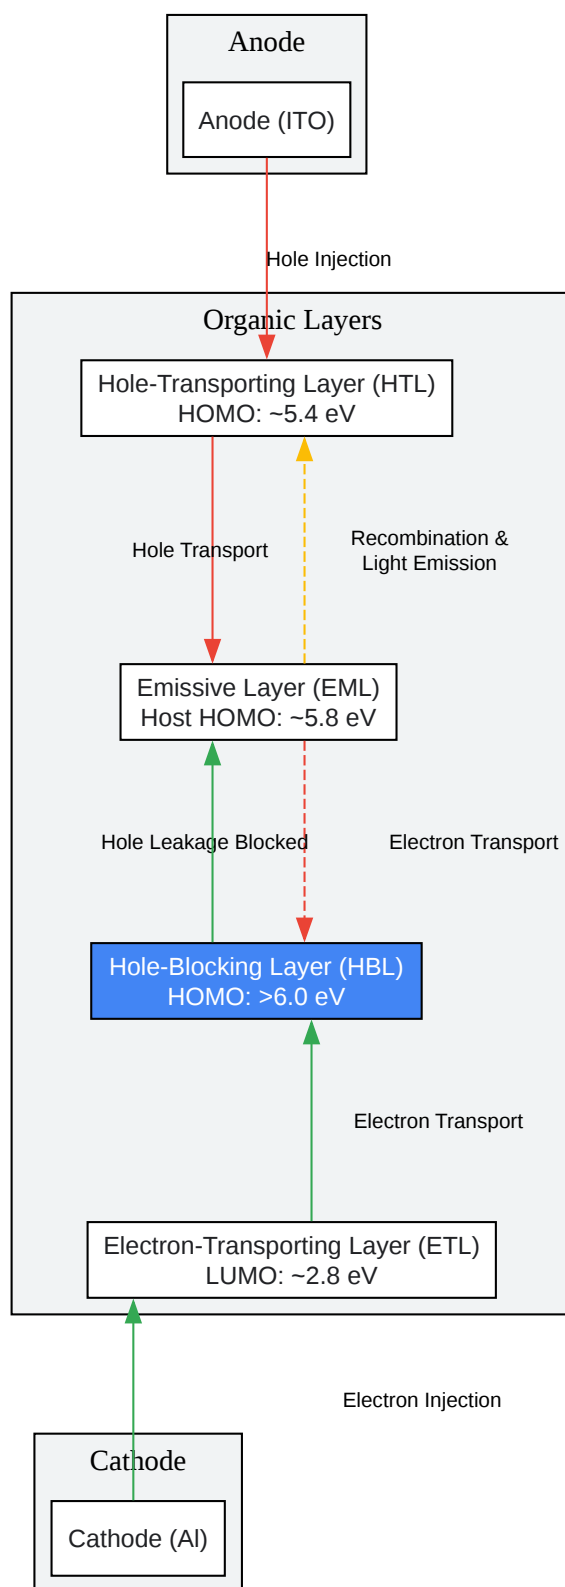 Anode
Anode (ITO)
Hole Injection
Organic Layers
Hole-Transporting Layer (HTL)
HOMO: ~5.4 eV
Hole Transport
Recombination &
Light Emission
Emissive Layer (EML)
Host HOMO: ~5.8 eV
Hole Leakage Blocked
Electron Transport
Hole-Blocking Layer (HBL)
HOMO: >6.0 eV
Electron Transport
Electron-Transporting Layer (ETL)
LUMO: ~2.8 eV
Electron Injection
Cathode
Cathode (Al)